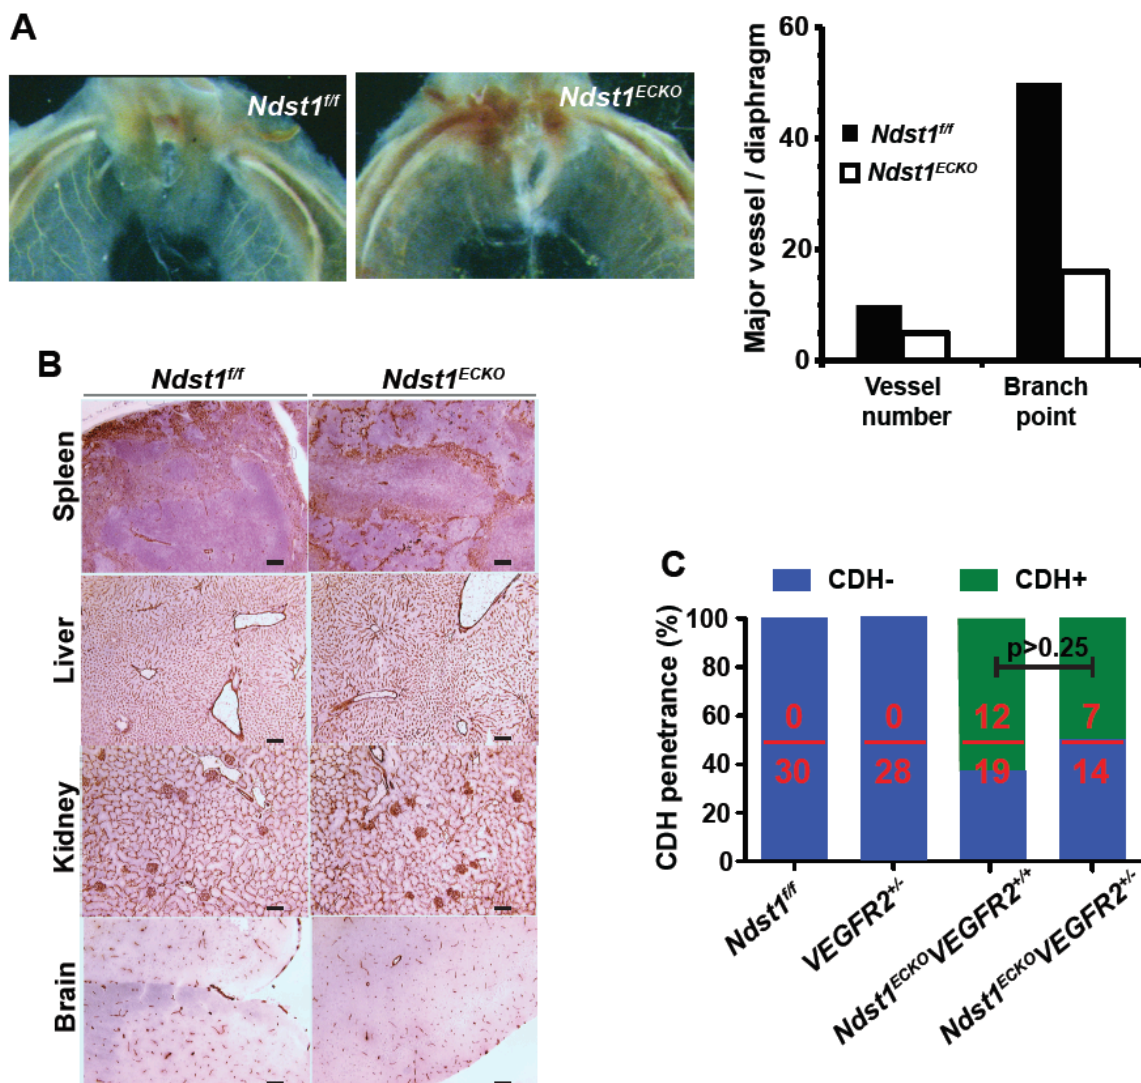 A
Ndst1f/f
Ndst1ECKO
Major vessel / diaphragm
60
40
20
0
Ndst1f/f
Ndst1ECKO
Vessel number
Branch point
B
Ndst1f/f
Ndst1ECKO
Spleen
Liver
Kidney
Brain
C
CDH-
CDH+
CDH penetrance (%)
100
80
60
40
20
0
p>0.25
0
30
0
28
12
19
7
14
Ndst1f/f
VEGFR2+/-
Ndst1ECKOVEGFR2+/+
Ndst1ECKOVEGFR2+/-